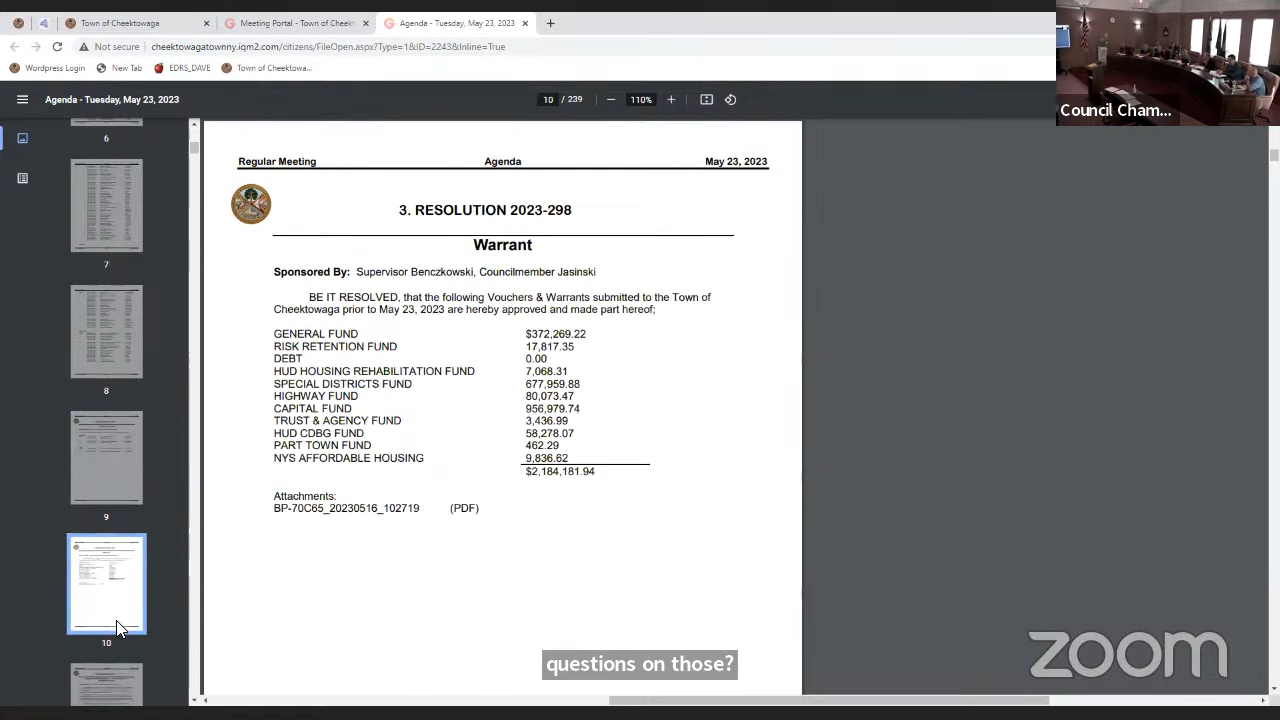 Town of Cheektowaga
Meeting Portal - Town of Cheek
Agenda - Tuesday, May 23, 2023
Not secure
cheektowagatownny.iqm2.com/citizens/FileOpen.aspx?Type=1&ID=2243&Inline=True
Wordpress Login
New Tab
EDRS_DAVE
Town of Cheektowa...
Agenda - Tuesday, May 23, 2023
10 / 239
110%
Council Cham...
6
7
8
9
10
Regular Meeting Agenda May 23, 2023
3. RESOLUTION 2023-298
Warrant
Sponsored By: Supervisor Benczkowski, Councilmember Jasinski
BE IT RESOLVED, that the following Vouchers & Warrants submitted to the Town of
Cheektowaga prior to May 23, 2023 are hereby approved and made part hereof;
GENERAL FUND $372,269.22
RISK RETENTION FUND 17,817.35
DEBT 0.00
HUD HOUSING REHABILITATION FUND 7,068.31
SPECIAL DISTRICTS FUND 677,959.88
HIGHWAY FUND 80,073.47
CAPITAL FUND 956,979.74
TRUST & AGENCY FUND 3,436.99
HUD CDBG FUND 58,278.07
PART TOWN FUND 462.29
NYS AFFORDABLE HOUSING 9,836.62
$2,184,181.94
Attachments:
BP-70C65_20230516_102719 (PDF)
questions on those?
zoom